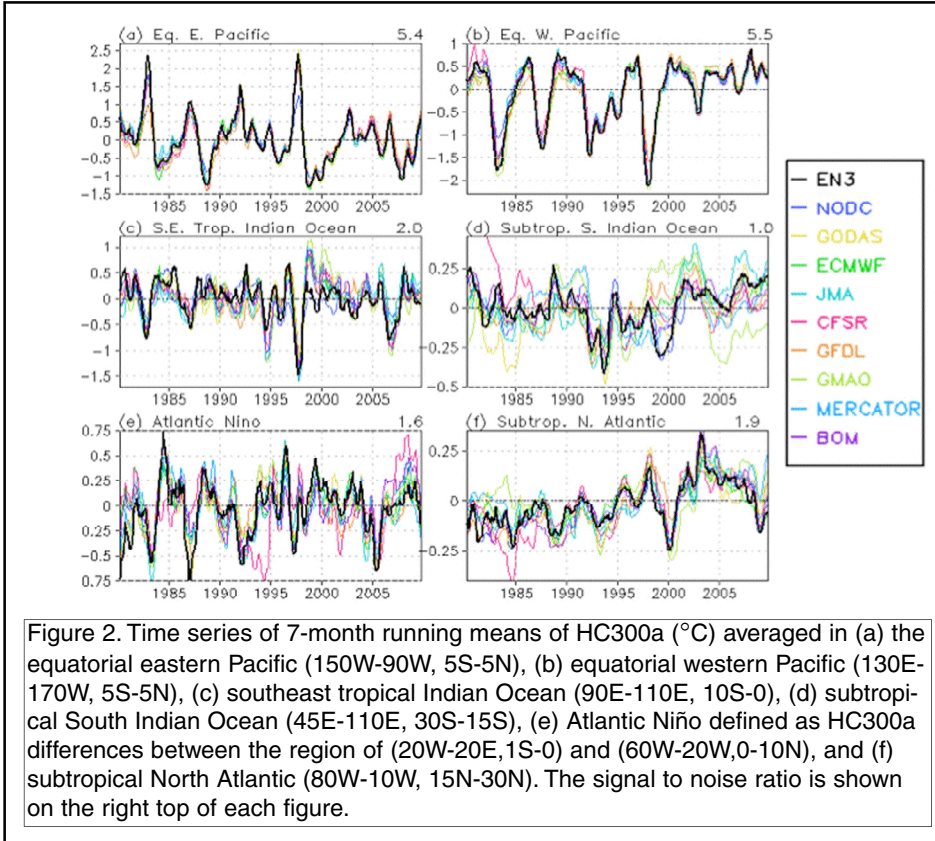 (a) Eq. E. Pacific 5.4
(b) Eq. W. Pacific 5.5
2.5
2
1.5
1
0.5
0
−0.5
−1
−1.5
1985 1990 1995 2000 2005
1
0.5
0
−0.5
−1
−1.5
−2
1985 1990 1995 2000 2005
(c) S.E. Trop. Indian Ocean 2.0
(d) Subtrop. S. Indian Ocean 1.0
1
0.5
0
−0.5
−1
−1.5
1985 1990 1995 2000 2005
0.25
0
−0.25
−0.5
1985 1990 1995 2000 2005
(e) Atlantic Nino 1.6
(f) Subtrop. N. Atlantic 1.9
0.75
0.5
0.25
0
−0.25
−0.5
0.75
1985 1990 1995 2000 2005
0.25
0
−0.25
1985 1990 1995 2000 2005
EN3
NODC
GODAS
ECMWF
JMA
CFSR
GFDL
GMAO
MERCATOR
BOM
Figure 2. Time series of 7-month running means of HC300a (°C) averaged in (a) the
equatorial eastern Pacific (150W-90W, 5S-5N), (b) equatorial western Pacific (130E-
170W, 5S-5N), (c) southeast tropical Indian Ocean (90E-110E, 10S-0), (d) subtropi-
cal South Indian Ocean (45E-110E, 30S-15S), (e) Atlantic Niño defined as HC300a
differences between the region of (20W-20E,1S-0) and (60W-20W,0-10N), and (f)
subtropical North Atlantic (80W-10W, 15N-30N). The signal to noise ratio is shown
on the right top of each figure.